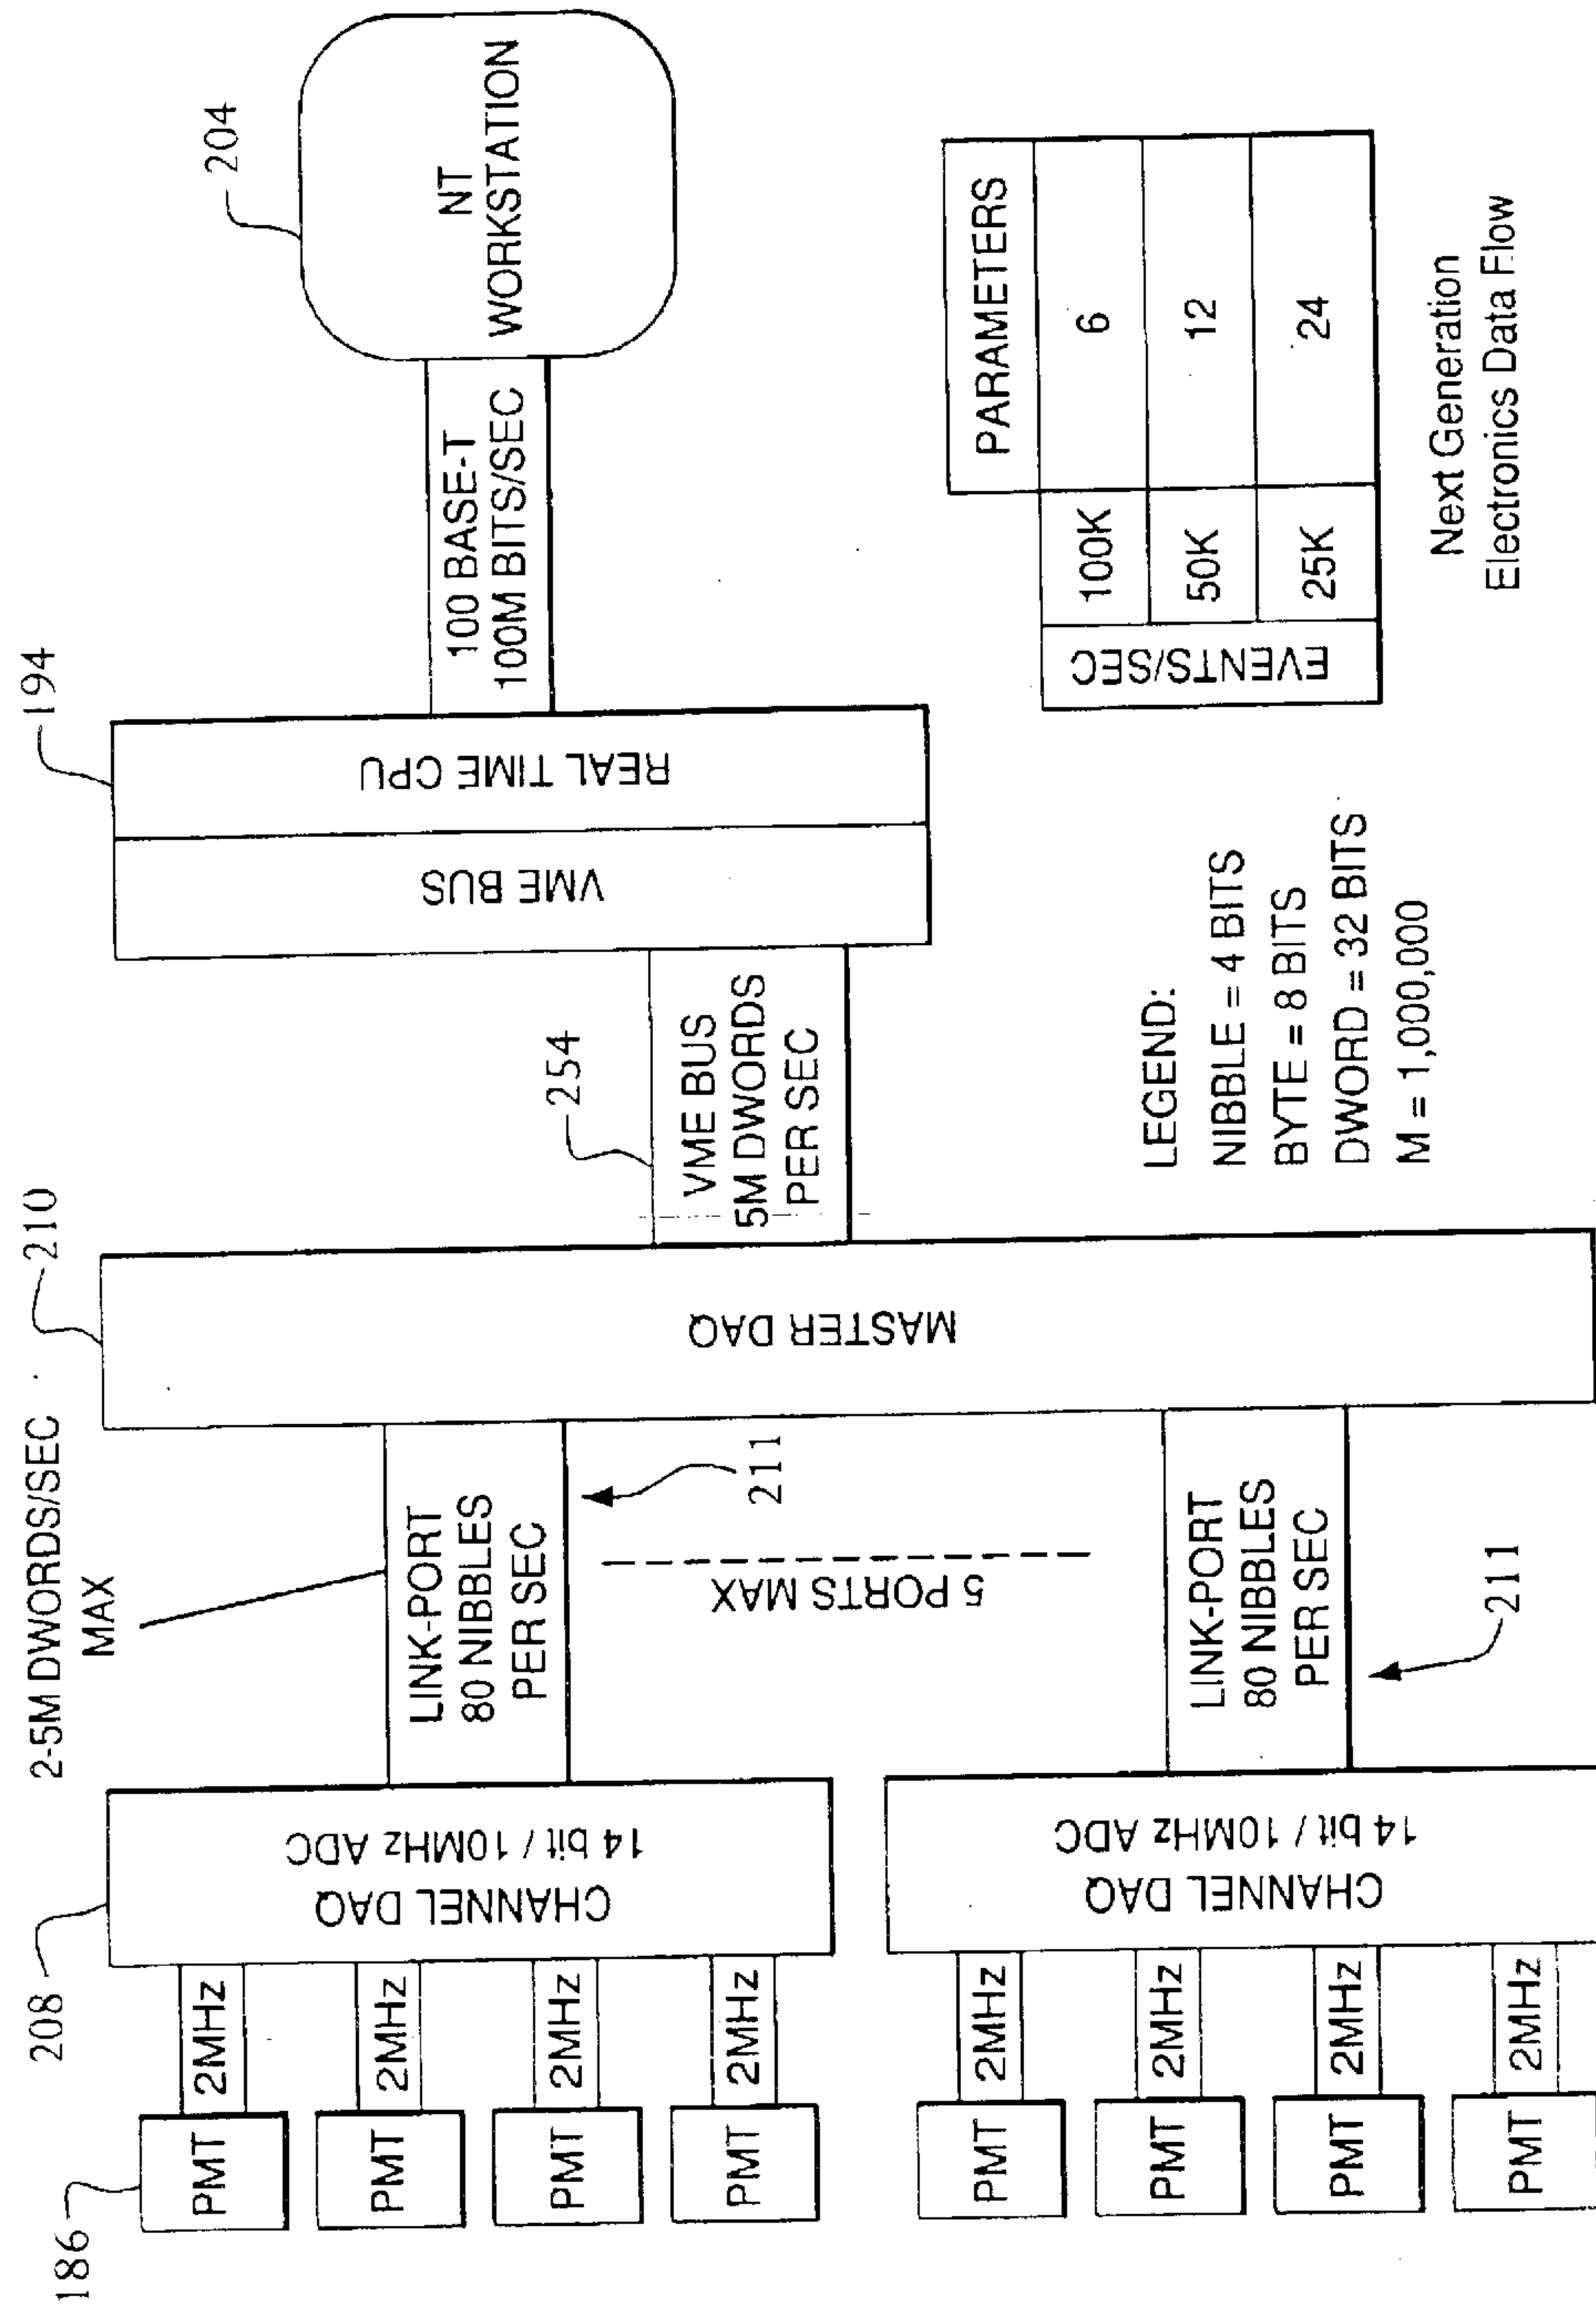 186
PMT
2MHz
PMT
2MHz
PMT
2MHz
PMT
2MHz
PMT
2MHz
PMT
2MHz
PMT
2MHz
PMT
2MHz
208
CHANNEL DAQ
14 bit / 10MHz ADC
CHANNEL DAQ
14 bit / 10MHz ADC
2-5M DWORDS/SEC
MAX
LINK-PORT
80 NIBBLES
PER SEC
211
5 PORTS MAX
LINK-PORT
80 NIBBLES
PER SEC
211
210
MASTER DAQ
254
VME BUS
5M DWORDS
PER SEC
194
VME BUS
REAL TIME CPU
100 BASE-T
100M BITS/SEC
204
NT
WORKSTATION
LEGEND:
NIBBLE = 4 BITS
BYTE = 8 BITS
DWORD = 32 BITS
M = 1,000,000
PARAMETERS
EVENTS/SEC
100K 6
50K 12
25K 24
Next Generation
Electronics Data Flow